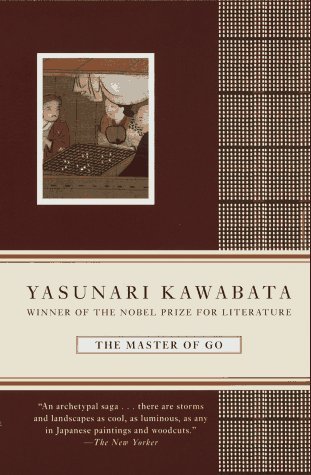 YASUNARI KAWABATA
WINNER OF THE NOBEL PRIZE FOR LITERATURE
THE MASTER OF GO
“An archetypal saga . . . there are storms
and landscapes as cool, as luminous, as any
in Japanese paintings and woodcuts.”
—The New Yorker